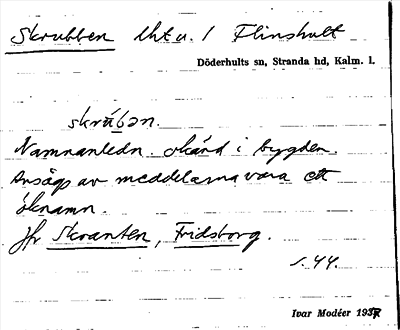 Skrubben lht u. 1 Flinshult
Döderhults sn, Stranda hd, Kalm. l.
skrúbən.
Namnanledn. okänd i bygden.
Ansågs av meddelarna vara ett
öknamn.
Jfr Skranten, Fridsborg.
s. 44.
Ivar Modéer 1937